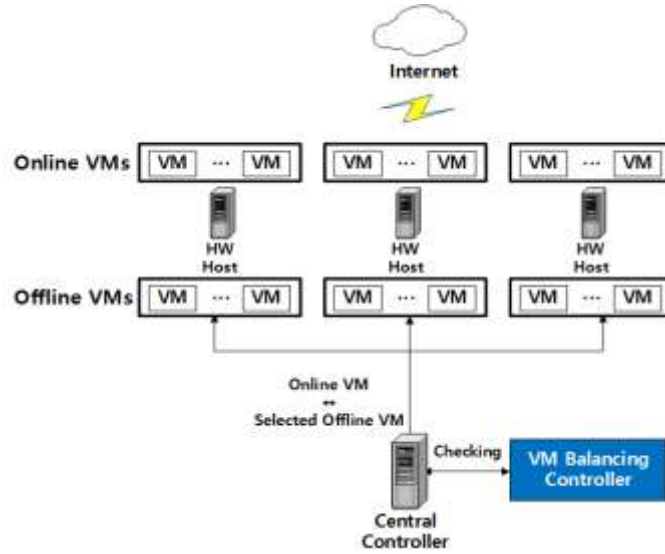 Internet
Online VMs
VM ... VM
VM ... VM
VM ... VM
HW
Host
HW
Host
HW
Host
Offline VMs
VM ... VM
VM ... VM
VM ... VM
Online VM
↔
Selected Offline VM
Checking
VM Balancing
Controller
Central
Controller